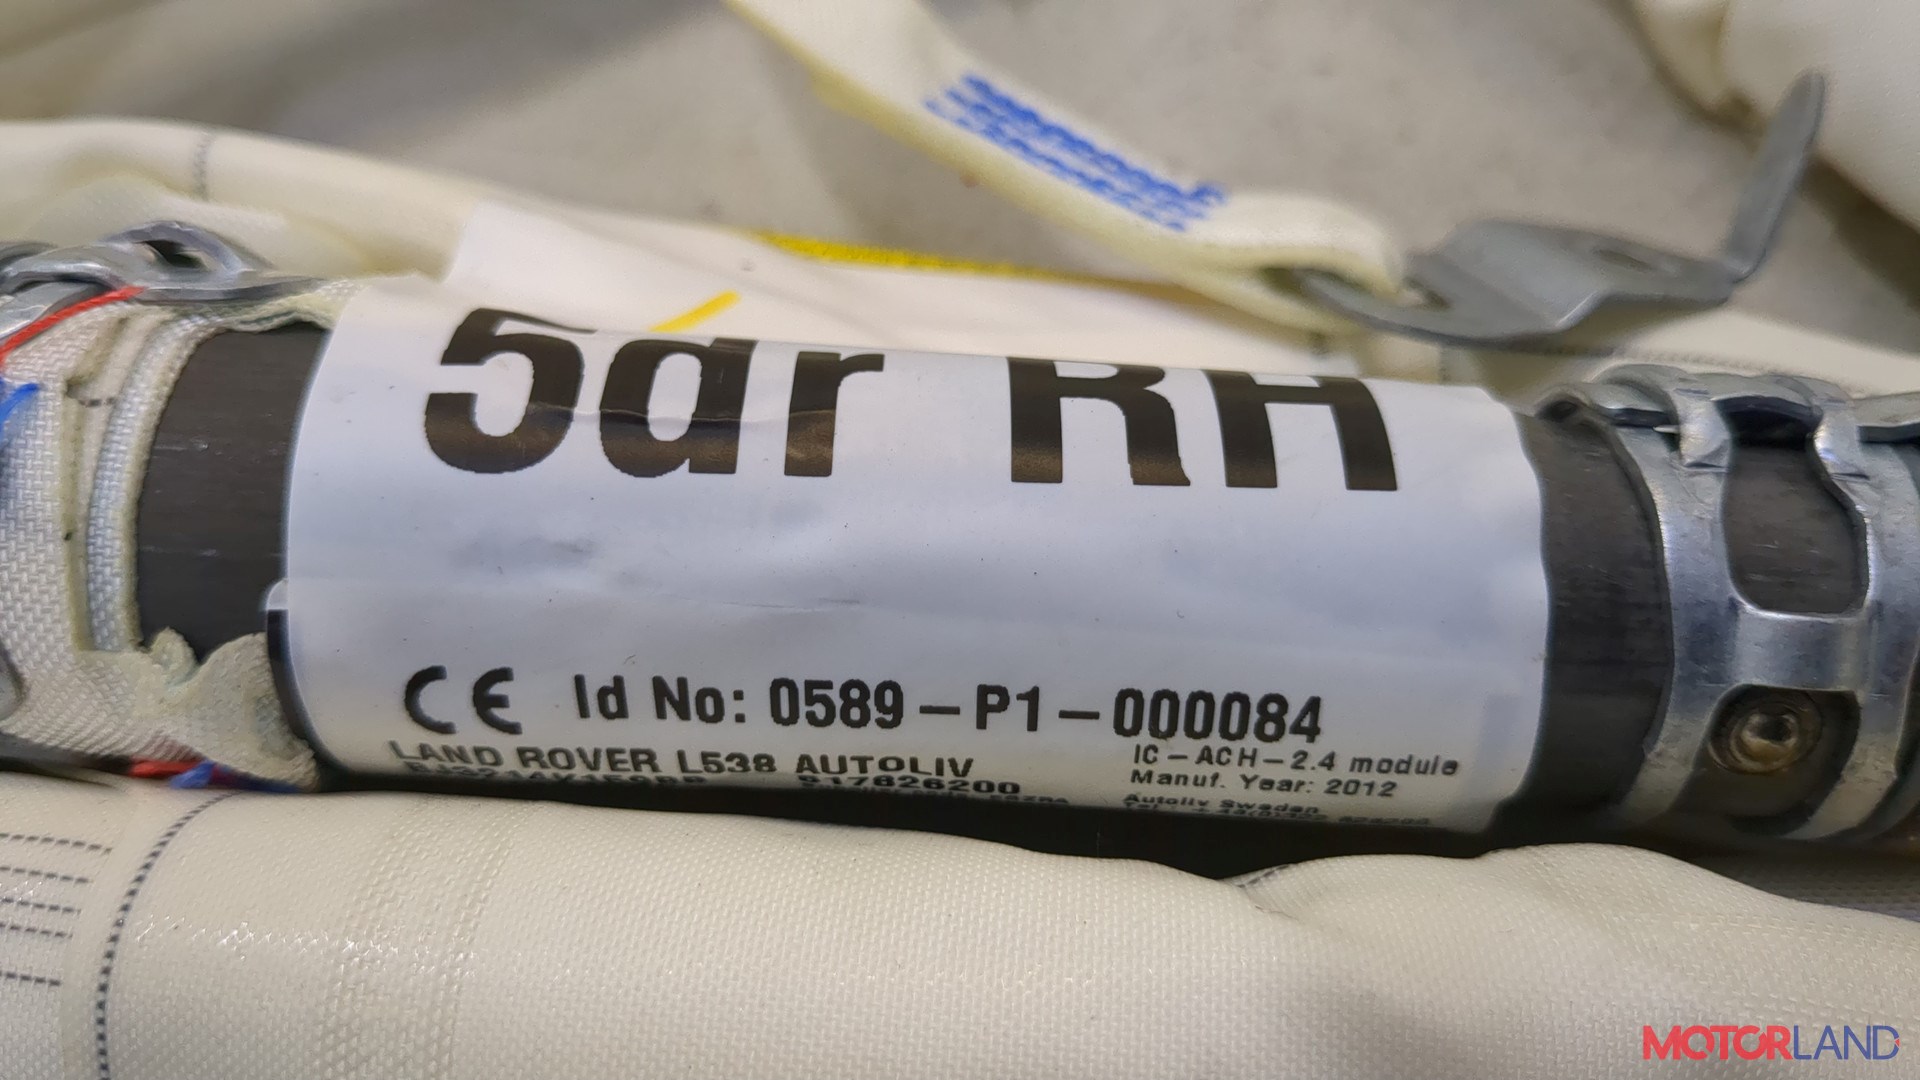 5dr RH
CE Id No: 0589-P1-000084
LAND ROVER L538 AUTOLIV
617626200
IC-ACH-2.4 module
Manuf. Year: 2012
Autoliv Sweden
MOTORLAND